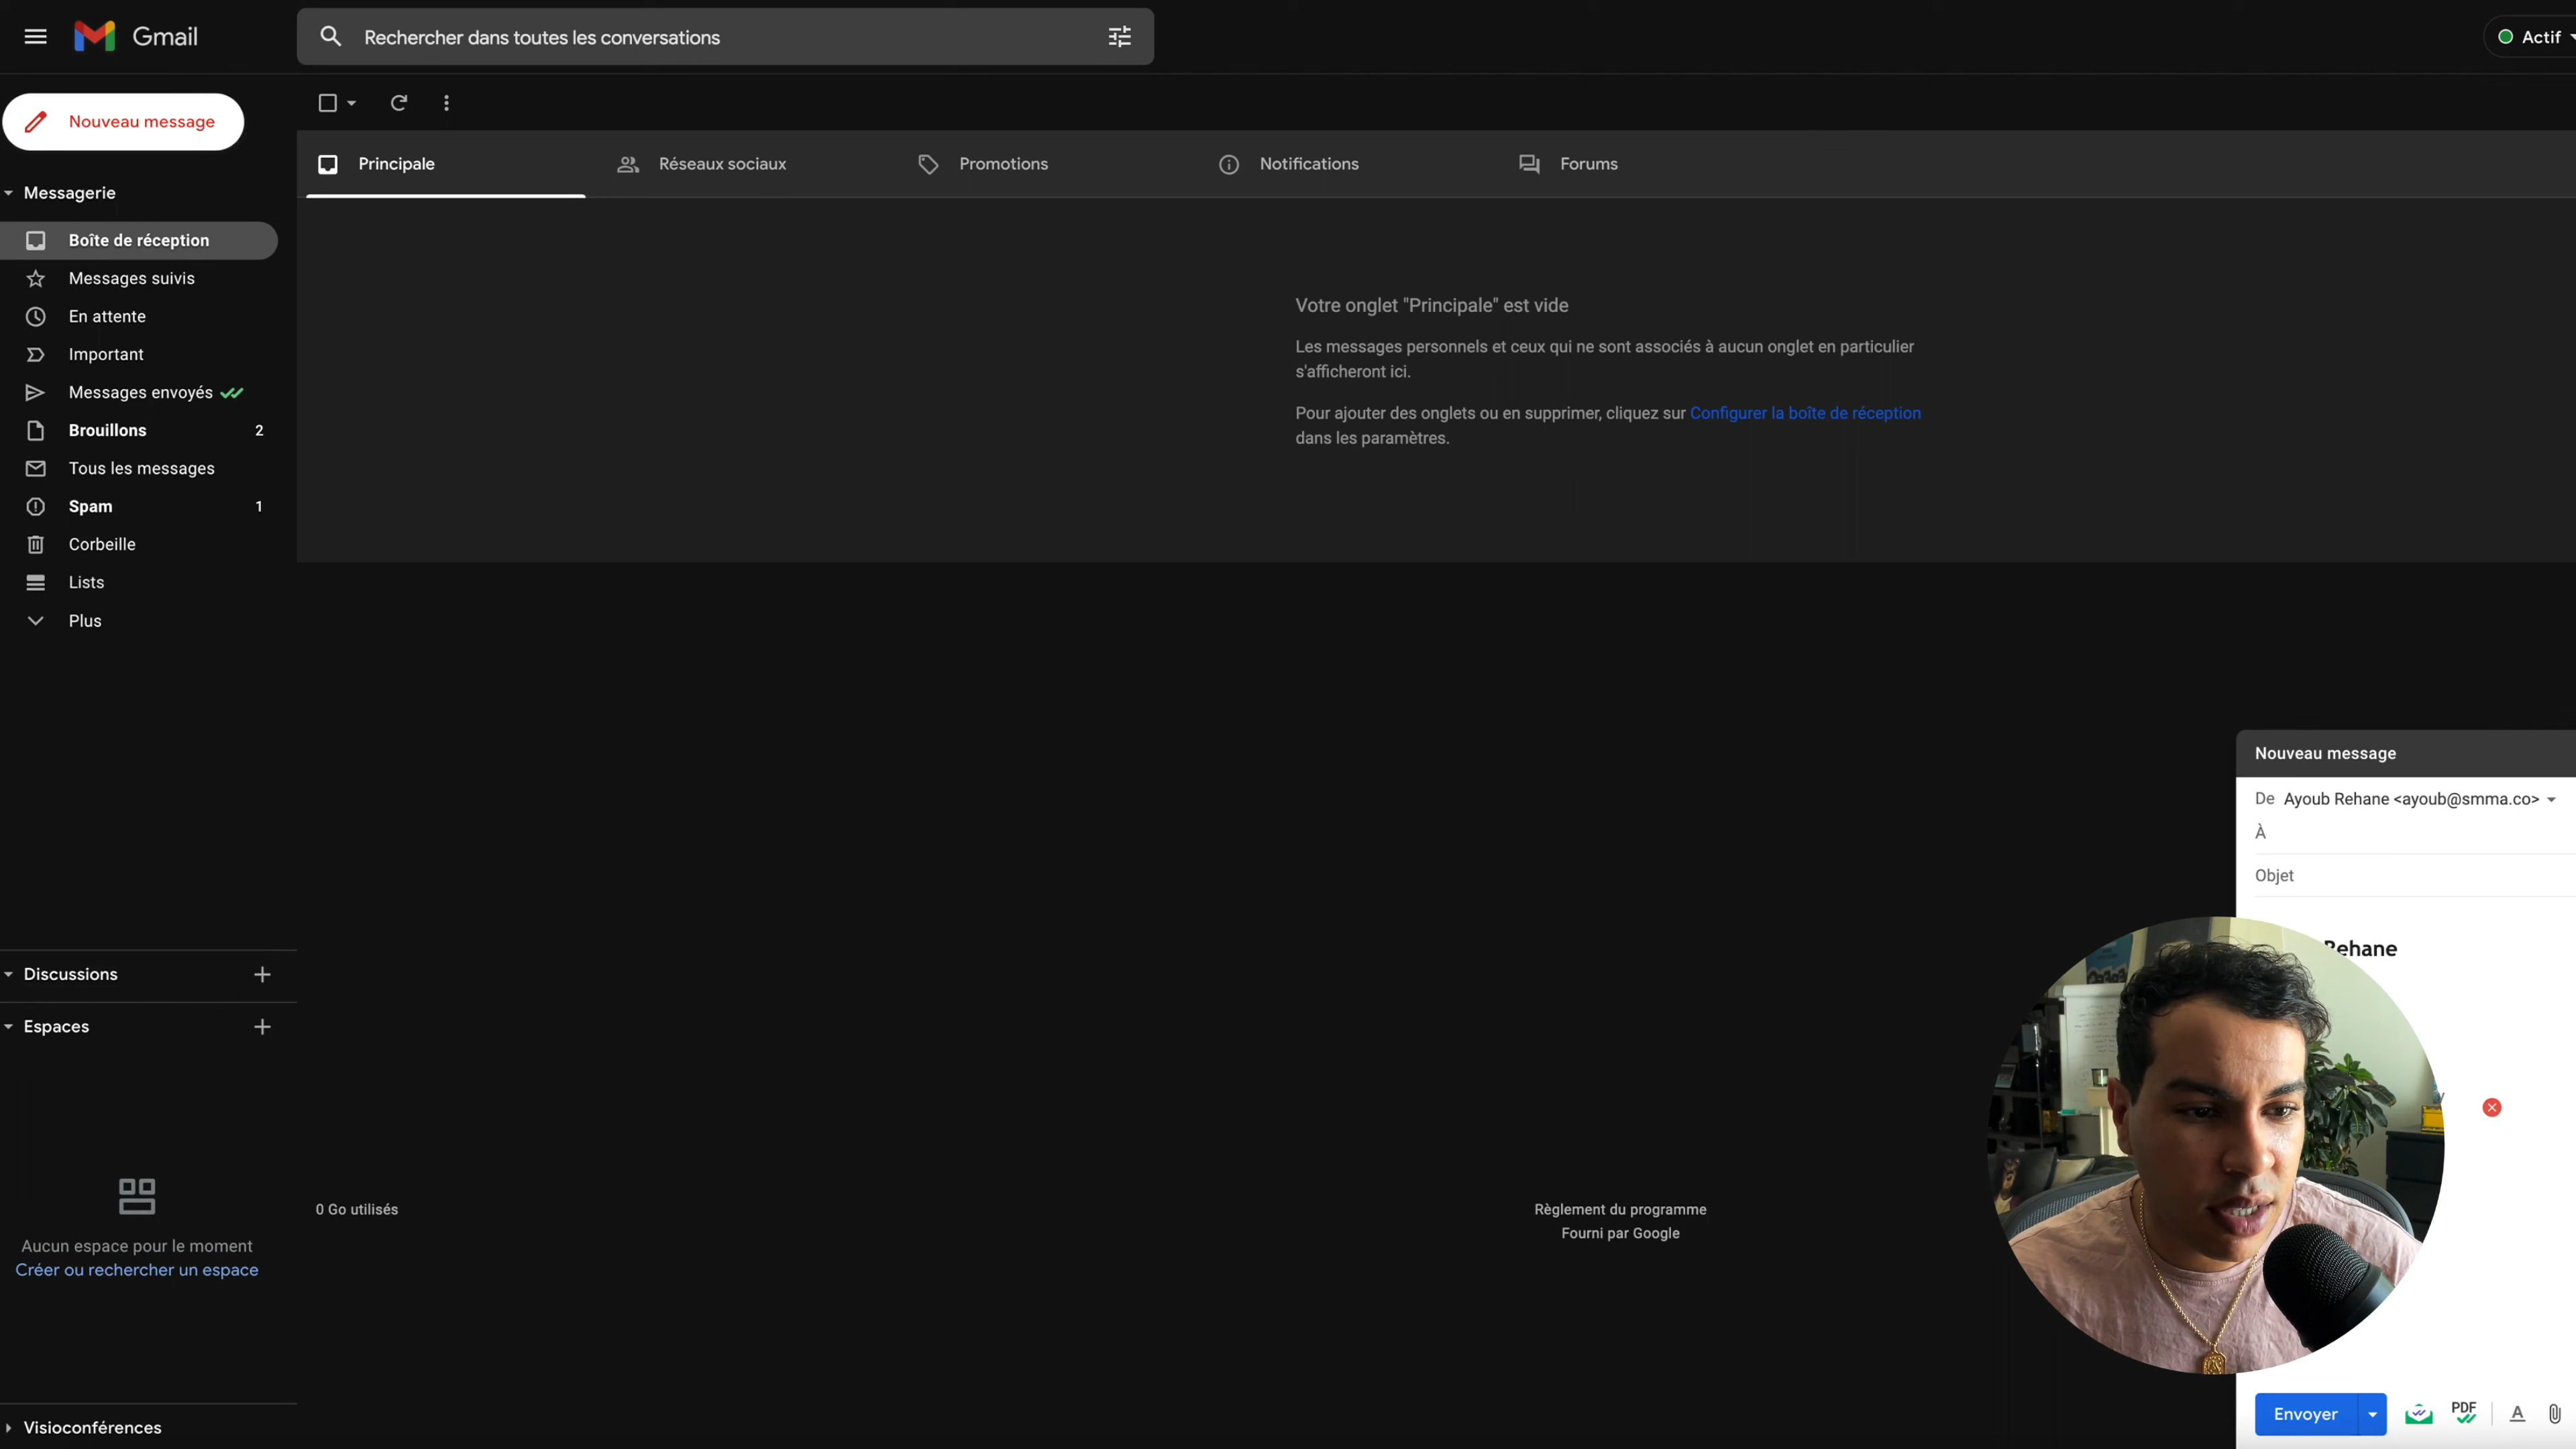 Gmail
Rechercher dans toutes les conversations
Actif
Nouveau message
Messagerie
Boîte de réception
Messages suivis
En attente
Important
Messages envoyés
Brouillons 2
Tous les messages
Spam 1
Corbeille
Lists
Plus
Principale
Réseaux sociaux
Promotions
Notifications
Forums
Votre onglet "Principale" est vide
Les messages personnels et ceux qui ne sont associés à aucun onglet en particulier
s'afficheront ici.
Pour ajouter des onglets ou en supprimer, cliquez sur Configurer la boîte de réception
dans les paramètres.
Discussions
Espaces
Aucun espace pour le moment
Créer ou rechercher un espace
Visioconférences
0 Go utilisés
Règlement du programme
Fourni par Google
Nouveau message
De Ayoub Rehane <ayoub@smma.co>
À
Objet
Rehane
Envoyer
PDF
A